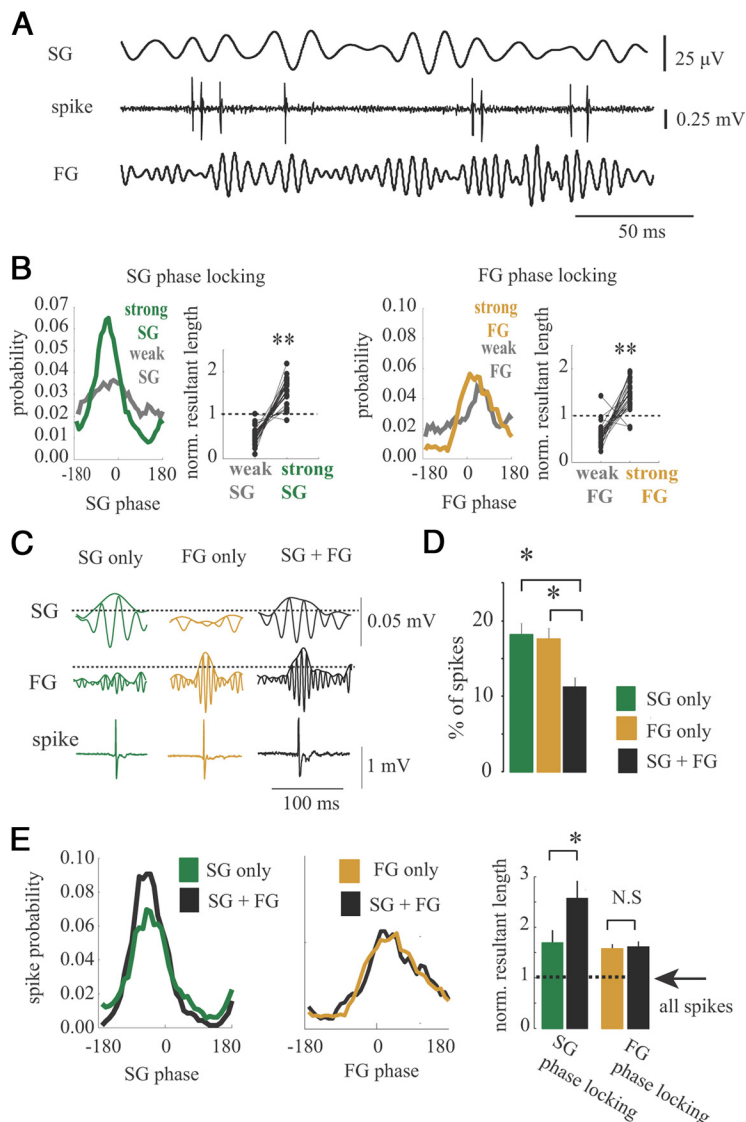 A
SG
25 µV
spike
0.25 mV
FG
50 ms
B
SG phase locking
FG phase locking
probability
0.07
0.06
0.05
0.04
0.03
0.02
0.01
0.00
strong
SG
weak
SG
-180
0
180
SG phase
norm. resultant length
2
1
0
**
weak
SG
strong
SG
probability
0.10
0.08
0.06
0.04
0.02
0.00
strong
FG
weak
FG
-180
0
180
FG phase
norm. resultant length
2
1
0
**
weak
FG
strong
FG
C
SG only
FG only
SG + FG
SG
0.05 mV
FG
spike
1 mV
100 ms
D
*
*
% of spikes
20
10
0
SG only
FG only
SG + FG
E
spike probability
0.10
0.08
0.06
0.04
0.02
0.00
SG only
SG + FG
-180
0
180
SG phase
FG only
SG + FG
-180
0
180
FG phase
norm. resultant length
3
2
1
0
*
N.S
all spikes
SG
phase locking
FG
phase locking